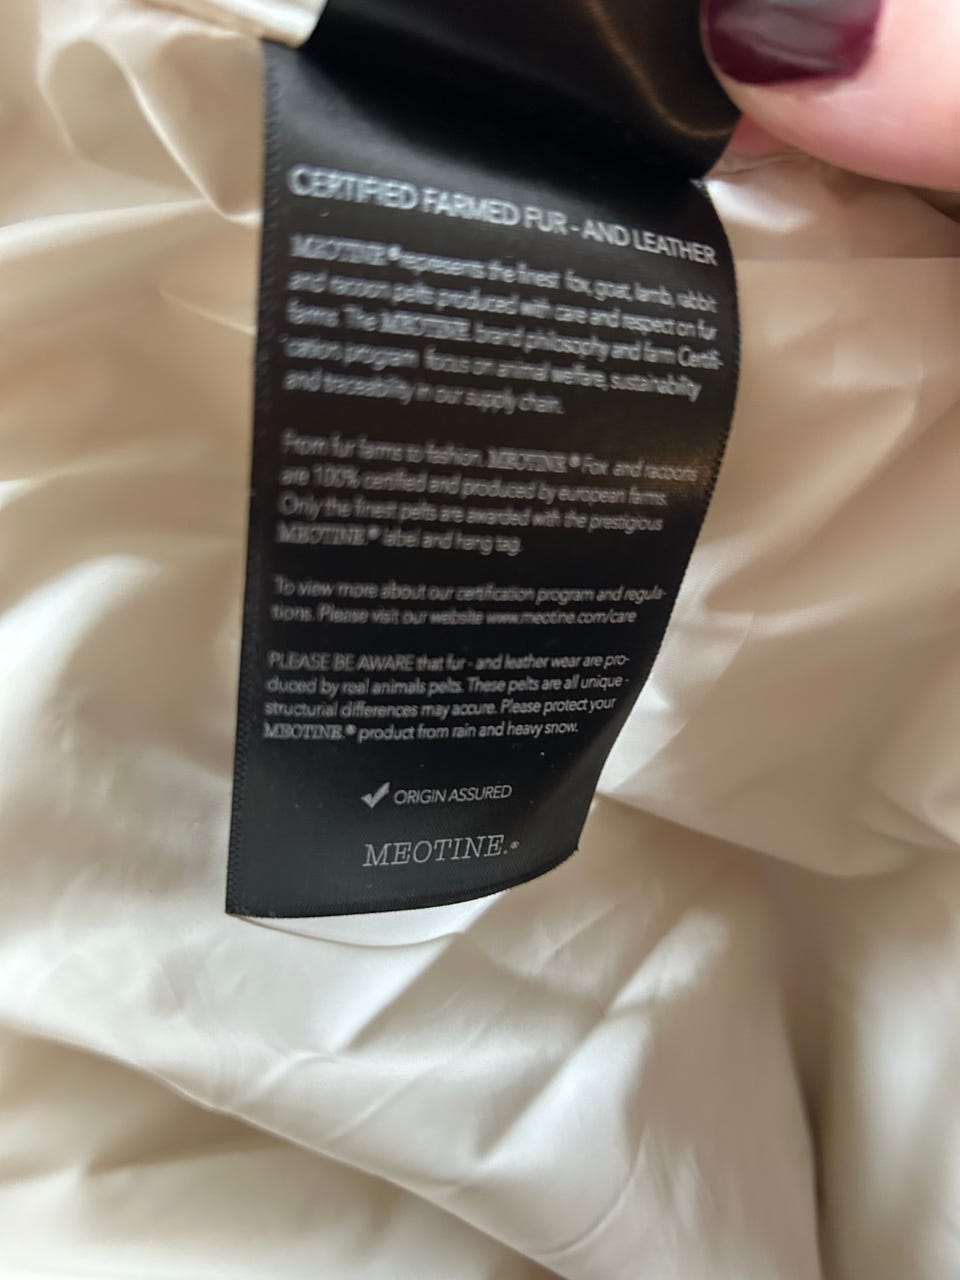 CERTIFIED FARMED FUR - AND LEATHER
MEOTINE® represents the finest fox, goat, lamb, rabbit
and racoon pelts produced with care and respect on fur
farms. The MEOTINE. brand philosophy and farm Certifi-
cation program focus on animal welfare, sustainability
and traceability in our supply chain.
From fur farms to fashion. MEOTINE® Fox and racoons
are 100% certified and produced by european farms.
Only the finest pelts are awarded with the prestigious
MEOTINE® label and hang tag.
To view more about our certification program and regula-
tions. Please visit our website www.meotine.com/care
PLEASE BE AWARE that fur - and leather wear are pro-
duced by real animals pelts. These pelts are all unique -
structurial differences may accure. Please protect your
MEOTINE.® product from rain and heavy snow.
ORIGIN ASSURED
MEOTINE.®